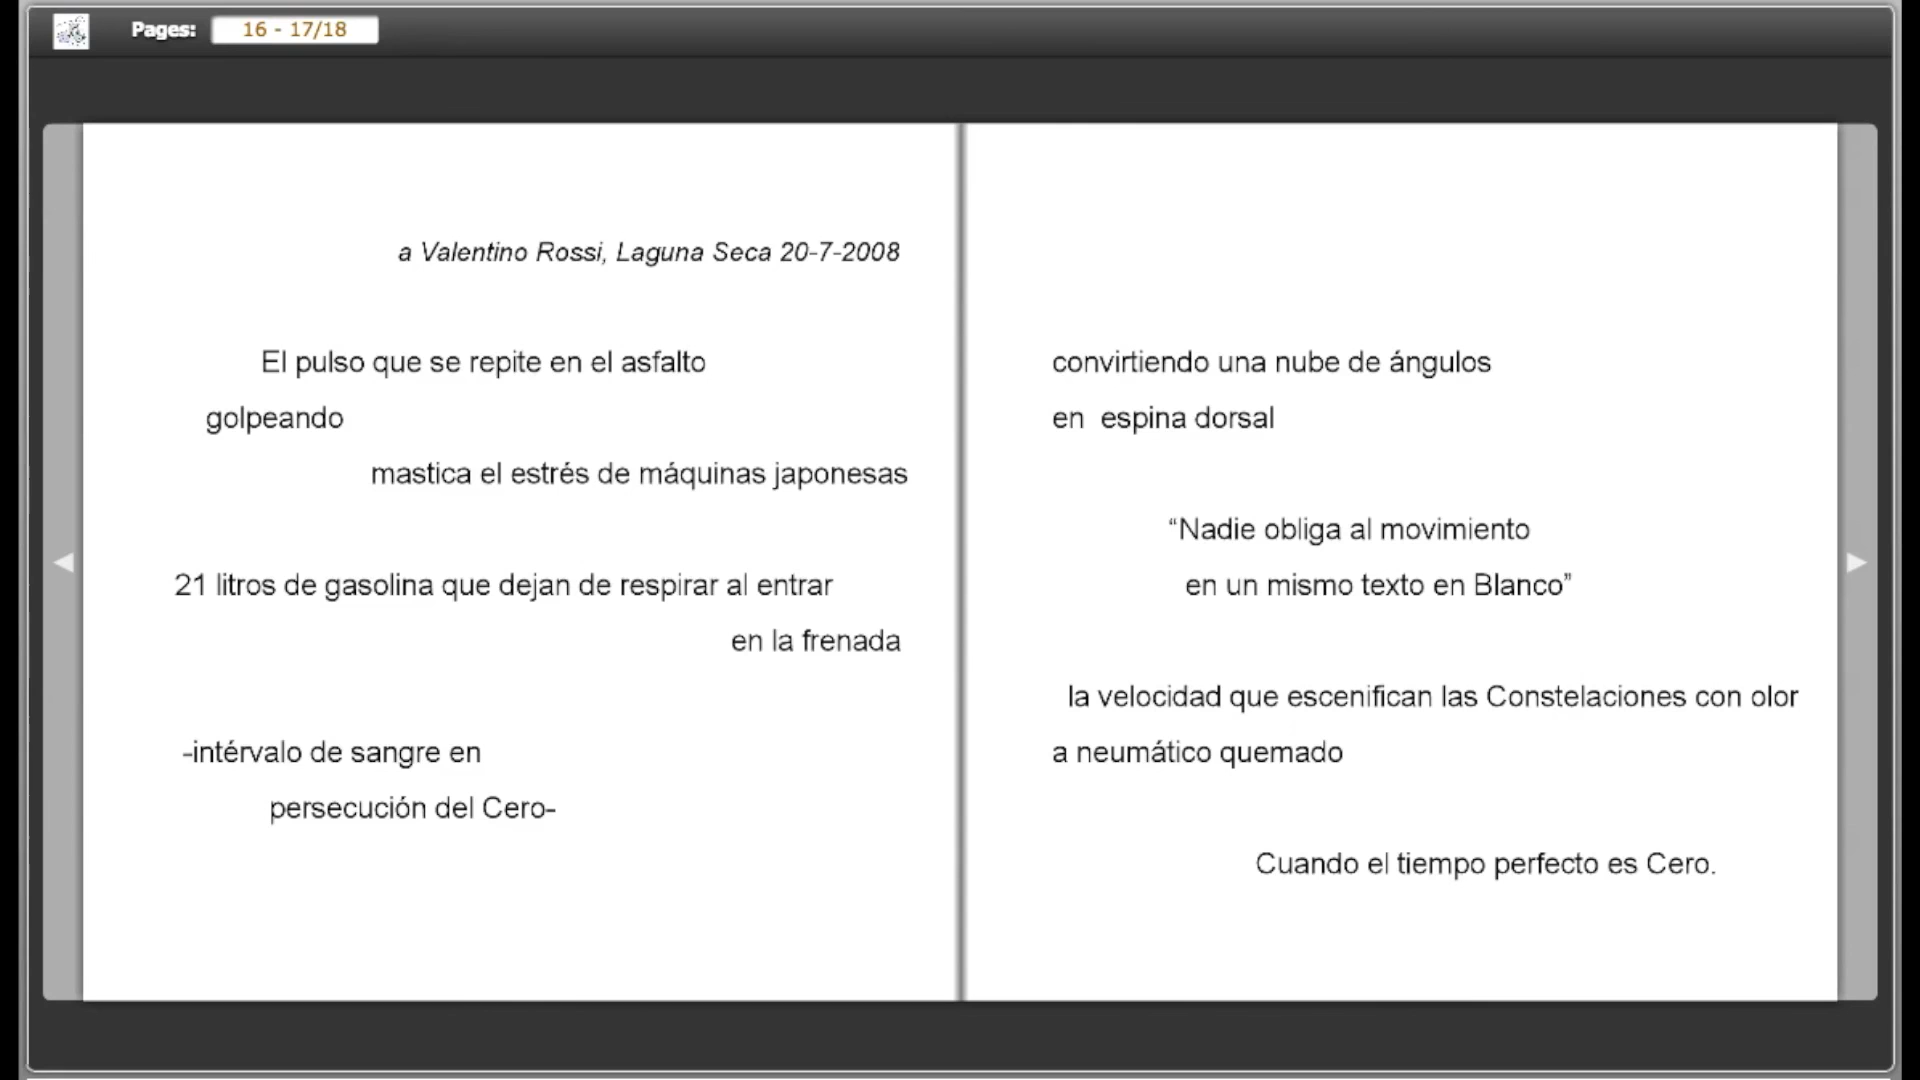 Pages: 16 - 17/18
a Valentino Rossi, Laguna Seca 20-7-2008
El pulso que se repite en el asfalto
golpeando
mastica el estrés de máquinas japonesas
21 litros de gasolina que dejan de respirar al entrar
en la frenada
-intérvalo de sangre en
persecución del Cero-
convirtiendo una nube de ángulos
en espina dorsal
“Nadie obliga al movimiento
en un mismo texto en Blanco”
la velocidad que escenifican las Constelaciones con olor
a neumático quemado
Cuando el tiempo perfecto es Cero.